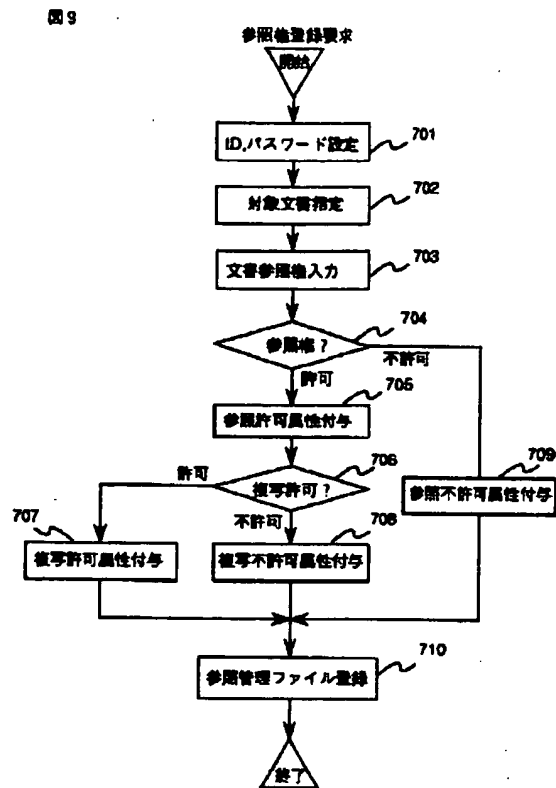 図9
参照権登録要求
開始
ID,パスワード設定
701
対象文書指定
702
文書参照権入力
703
参照権？
704
許可
不許可
参照許可属性付与
705
複写許可？
706
許可
不許可
参照不許可属性付与
709
複写許可属性付与
707
複写不許可属性付与
708
参照管理ファイル登録
710
終了